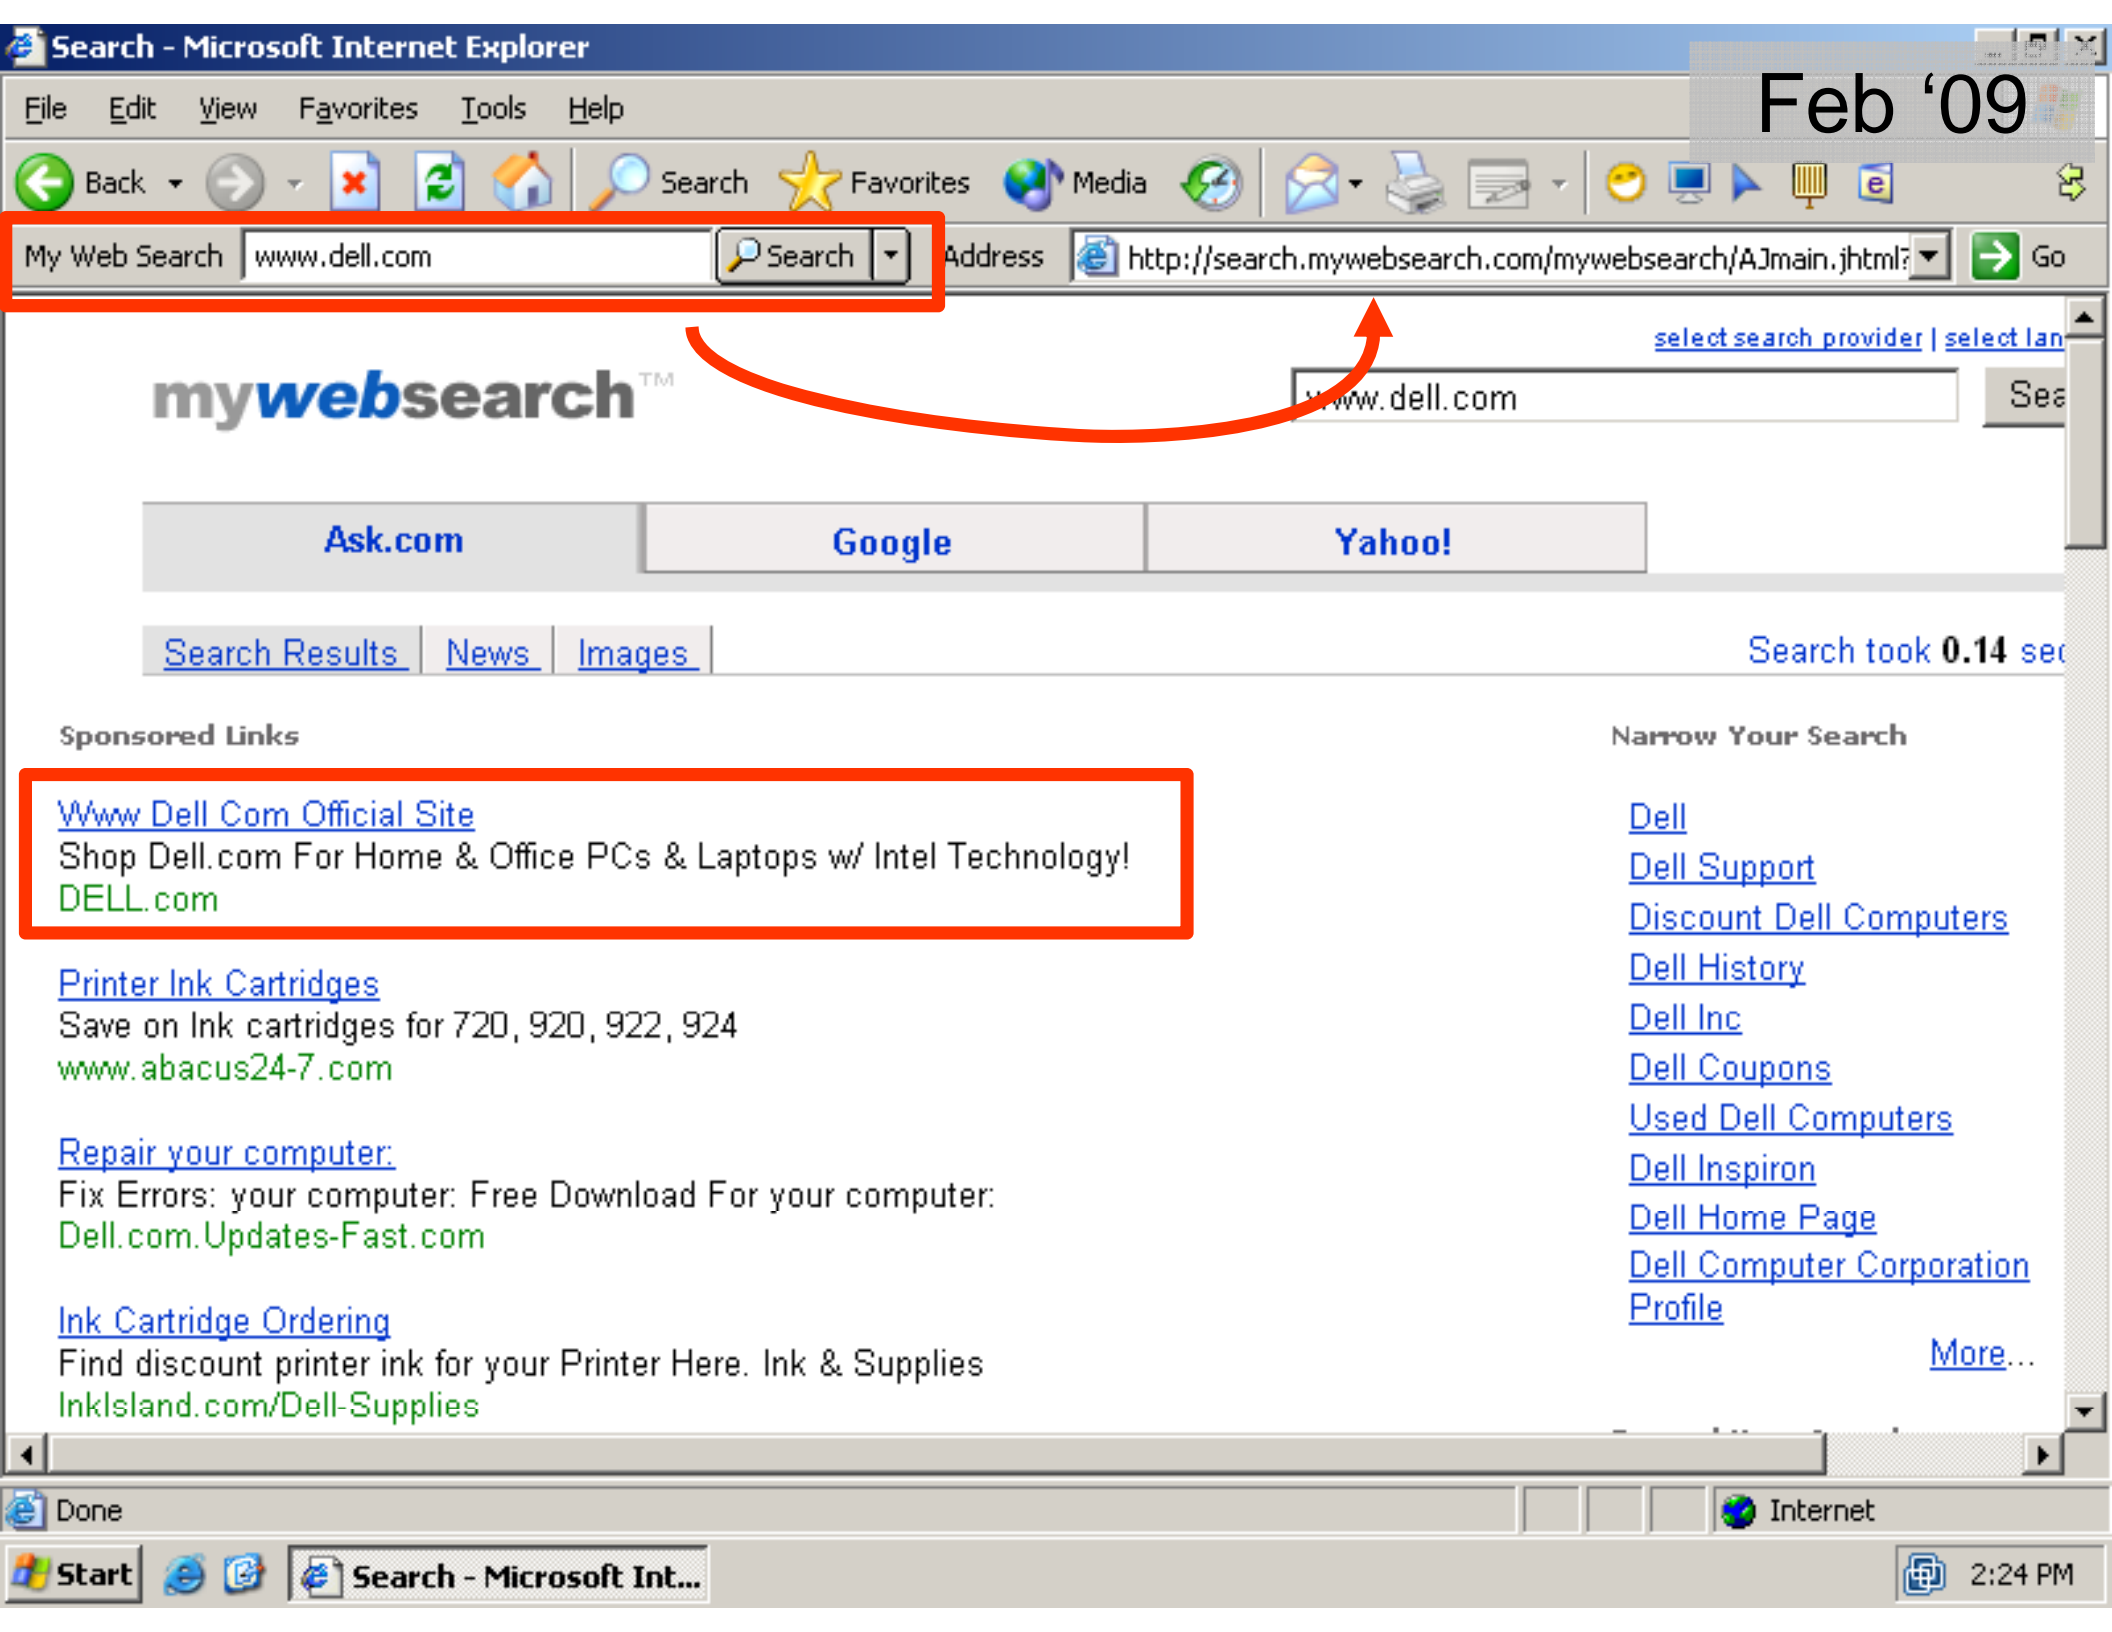 Search - Microsoft Internet Explorer
Feb ‘09
File Edit View Favorites Tools Help
Back Search Favorites Media
My Web Search www.dell.com Search Address http://search.mywebsearch.com/mywebsearch/AJmain.jhtml? Go
select search provider | select lan
mywebsearch™ www.dell.com Sea
Ask.com Google Yahoo!
Search Results News Images Search took 0.14 sec
Sponsored Links
Www Dell Com Official Site
Shop Dell.com For Home & Office PCs & Laptops w/ Intel Technology!
DELL.com
Printer Ink Cartridges
Save on Ink cartridges for 720, 920, 922, 924
www.abacus24-7.com
Repair your computer:
Fix Errors: your computer: Free Download For your computer:
Dell.com.Updates-Fast.com
Ink Cartridge Ordering
Find discount printer ink for your Printer Here. Ink & Supplies
InkIsland.com/Dell-Supplies
Narrow Your Search
Dell
Dell Support
Discount Dell Computers
Dell History
Dell Inc
Dell Coupons
Used Dell Computers
Dell Inspiron
Dell Home Page
Dell Computer Corporation
Profile
More...
Done Internet
Start Search - Microsoft Int... 2:24 PM